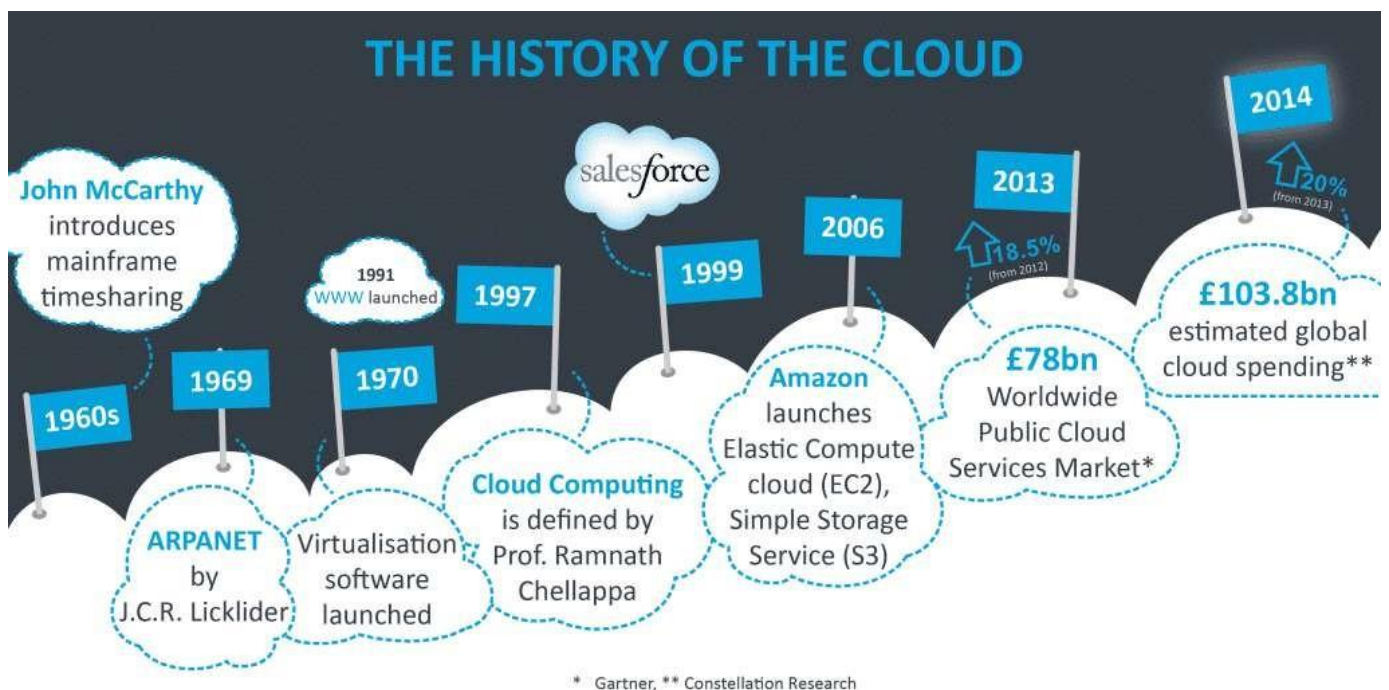 THE HISTORY OF THE CLOUD
John McCarthy
introduces
mainframe
timesharing
1960s
1969
ARPANET
by
J.C.R. Licklider
1991
WWW launched
1970
Virtualisation
software
launched
1997
Cloud Computing
is defined by
Prof. Ramnath
Chellappa
salesforce
1999
2006
Amazon
launches
Elastic Compute
cloud (EC2),
Simple Storage
Service (S3)
2013
18.5%
(from 2012)
£78bn
Worldwide
Public Cloud
Services Market*
2014
20%
(from 2013)
£103.8bn
estimated global
cloud spending**
* Gartner, ** Constellation Research